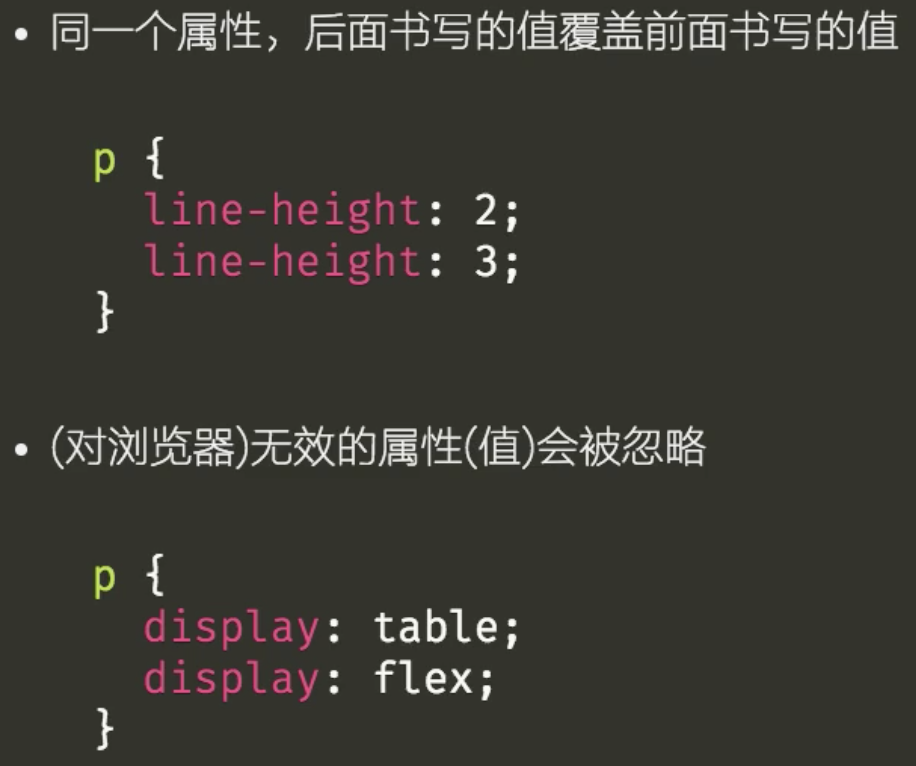 • 同一个属性，后面书写的值覆盖前面书写的值
p {
  line-height: 2;
  line-height: 3;
}
• (对浏览器)无效的属性(值)会被忽略
p {
  display: table;
  display: flex;
}